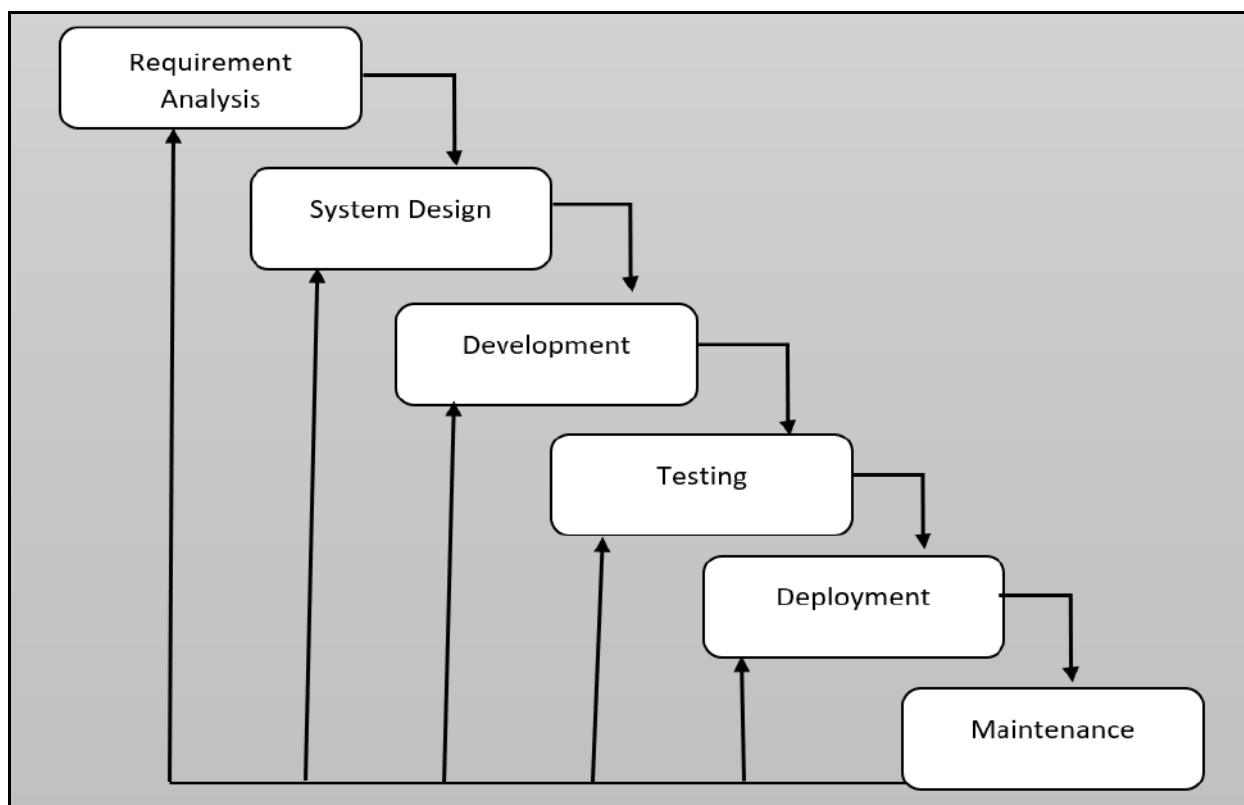 Requirement
Analysis
System Design
Development
Testing
Deployment
Maintenance